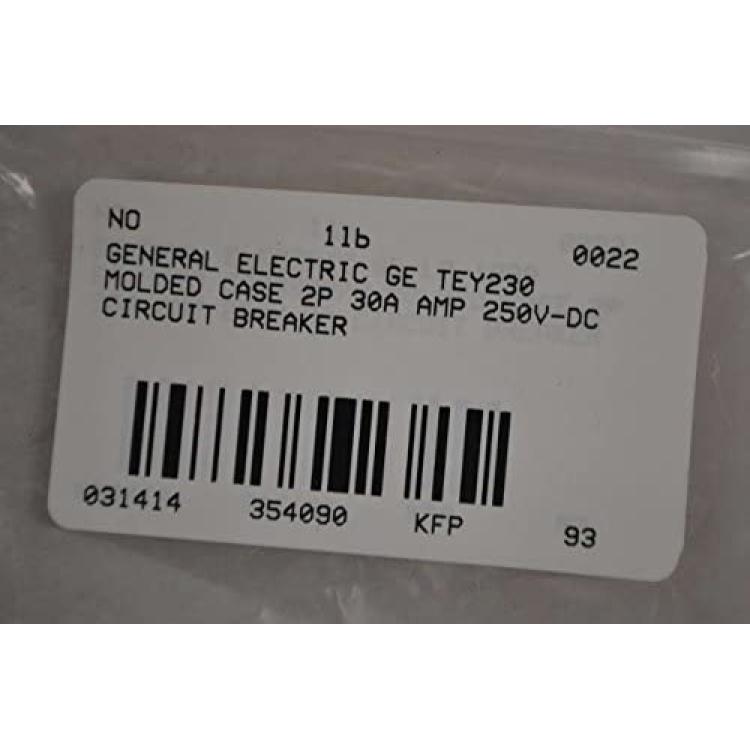 NO 1lb 0022
GENERAL ELECTRIC GE TEY230
MOLDED CASE 2P 30A AMP 250V-DC
CIRCUIT BREAKER
031414 354090 KFP 93